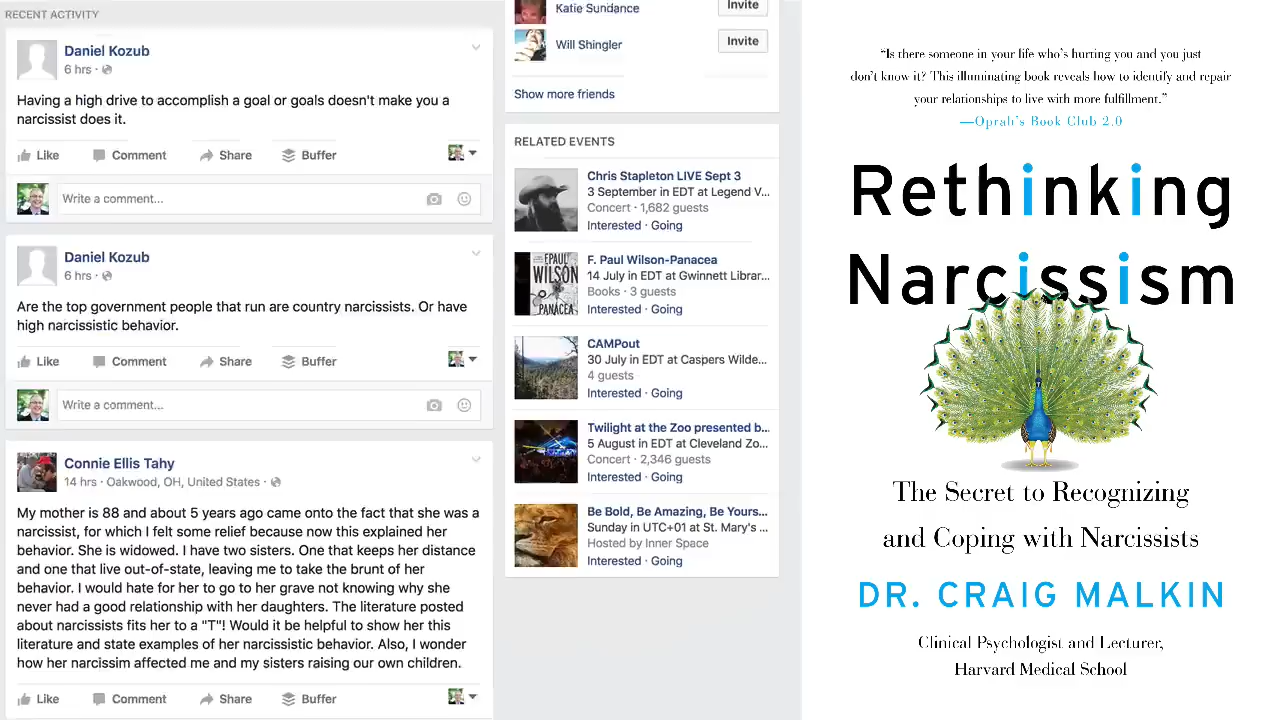 RECENT ACTIVITY
Daniel Kozub
6 hrs ·
Having a high drive to accomplish a goal or goals doesn't make you a
narcissist does it.
Like Comment Share Buffer
Write a comment...
Daniel Kozub
6 hrs ·
Are the top government people that run are country narcissists. Or have
high narcissistic behavior.
Like Comment Share Buffer
Write a comment...
Connie Ellis Tahy
14 hrs · Oakwood, OH, United States ·
My mother is 88 and about 5 years ago came onto the fact that she was a
narcissist, for which I felt some relief because now this explained her
behavior. She is widowed. I have two sisters. One that keeps her distance
and one that live out-of-state, leaving me to take the brunt of her
behavior. I would hate for her to go to her grave not knowing why she
never had a good relationship with her daughters. The literature posted
about narcissists fits her to a "T"! Would it be helpful to show her this
literature and state examples of her narcissistic behavior. Also, I wonder
how her narcissim affected me and my sisters raising our own children.
Like Comment Share Buffer
Katie Sundance
Invite
Will Shingler
Invite
Show more friends
RELATED EVENTS
Chris Stapleton LIVE Sept 3
3 September in EDT at Legend V...
Concert · 1,682 guests
Interested · Going
F. PAUL
WILSON
PANACEA
F. Paul Wilson-Panacea
14 July in EDT at Gwinnett Librar...
Books · 3 guests
Interested · Going
CAMPout
30 July in EDT at Caspers Wilde...
4 guests
Interested · Going
Twilight at the Zoo presented b...
5 August in EDT at Cleveland Zo...
Concert · 2,346 guests
Interested · Going
Be Bold, Be Amazing, Be Yours...
Sunday in UTC+01 at St. Mary's ...
Hosted by Inner Space
Interested · Going
“Is there someone in your life who’s hurting you and you just
don’t know it? This illuminating book reveals how to identify and repair
your relationships to live with more fulfillment.”
—Oprah’s Book Club 2.0
Rethinking
Narcissism
The Secret to Recognizing
and Coping with Narcissists
DR. CRAIG MALKIN
Clinical Psychologist and Lecturer,
Harvard Medical School